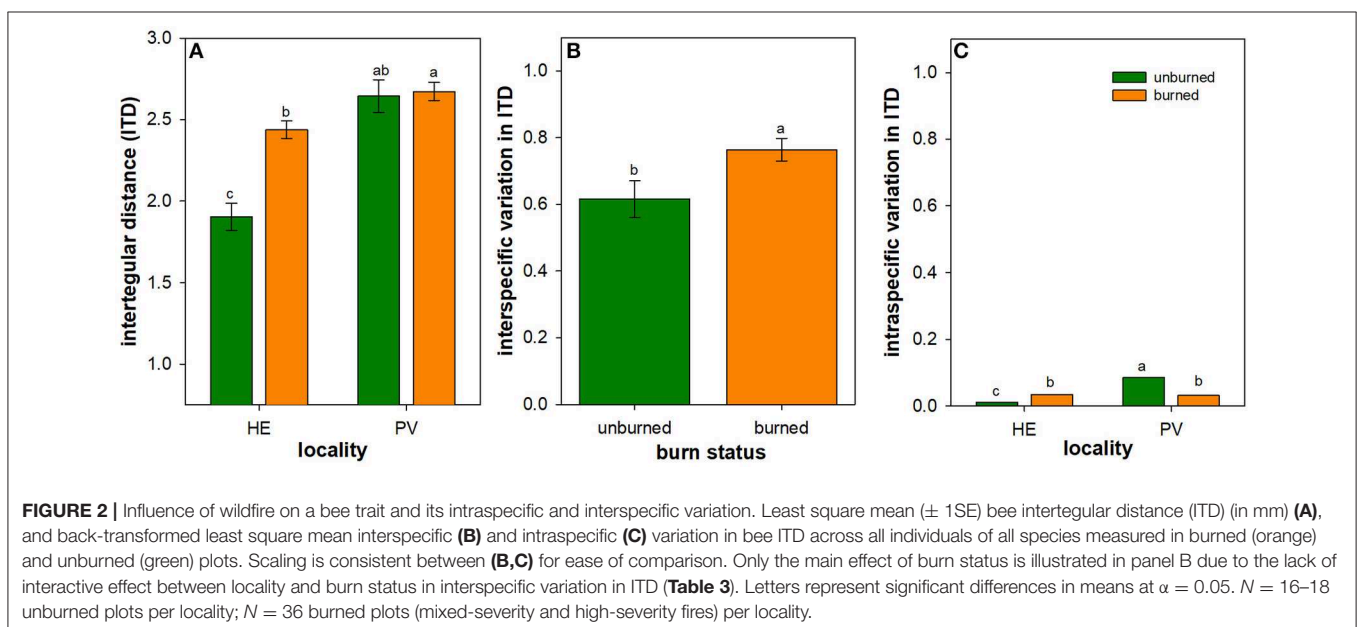 A
3.0
2.5
2.0
1.5
1.0
intertegular distance (ITD)
c
b
ab
a
HE
PV
locality
B
1.0
0.8
0.6
0.4
0.2
0.0
interspecific variation in ITD
b
a
unburned
burned
burn status
C
1.0
0.8
0.6
0.4
0.2
0.0
intraspecific variation in ITD
unburned
burned
c
b
a
b
HE
PV
locality
FIGURE 2 | Influence of wildfire on a bee trait and its intraspecific and interspecific variation. Least square mean (± 1SE) bee intertegular distance (ITD) (in mm) (A),
and back-transformed least square mean interspecific (B) and intraspecific (C) variation in bee ITD across all individuals of all species measured in burned (orange)
and unburned (green) plots. Scaling is consistent between (B,C) for ease of comparison. Only the main effect of burn status is illustrated in panel B due to the lack of
interactive effect between locality and burn status in interspecific variation in ITD (Table 3). Letters represent significant differences in means at α = 0.05. N = 16–18
unburned plots per locality; N = 36 burned plots (mixed-severity and high-severity fires) per locality.